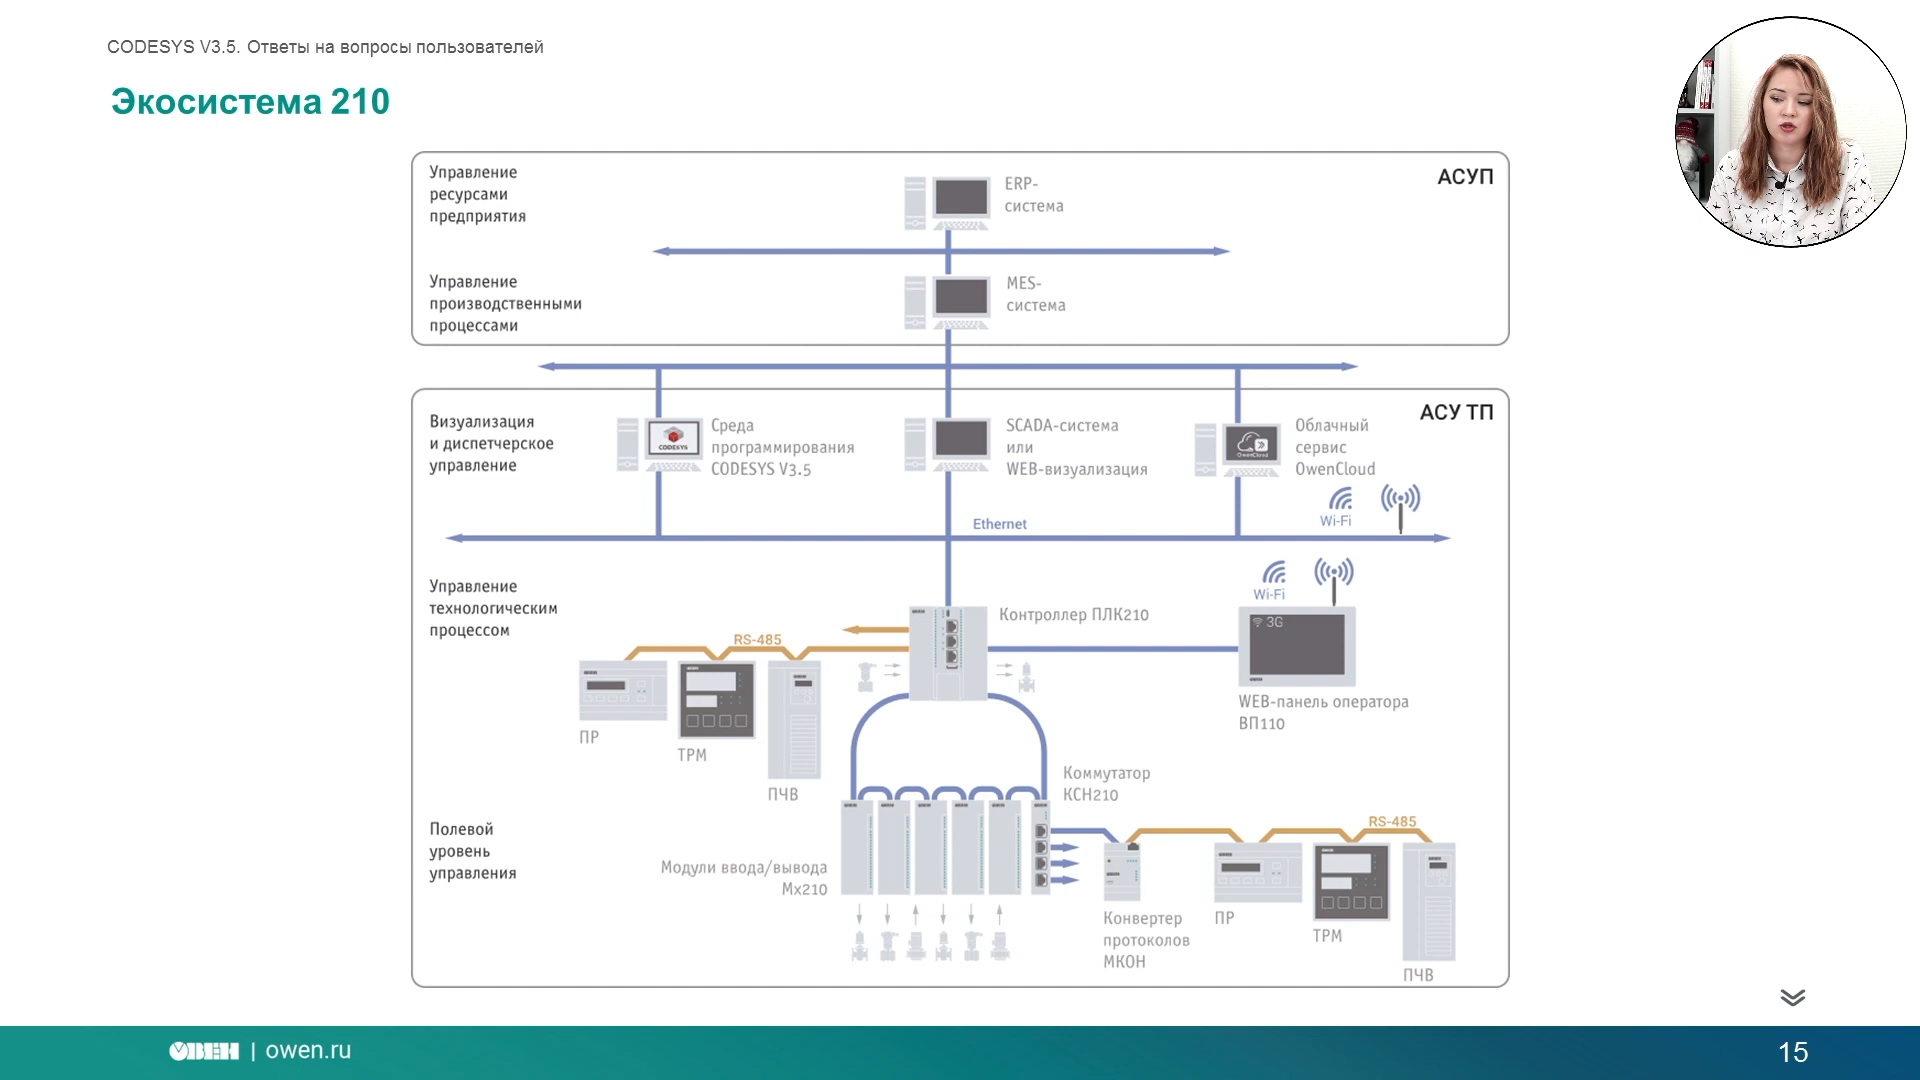 CODESYS V3.5. Ответы на вопросы пользователей
Экосистема 210
АСУП
Управление
ресурсами
предприятия
ERP-
система
Управление
производственными
процессами
MES-
система
АСУ ТП
Визуализация
и диспетчерское
управление
CODESYS
Среда
программирования
CODESYS V3.5
SCADA-система
или
WEB-визуализация
OwenCloud
Облачный
сервис
OwenCloud
Wi-Fi
Ethernet
Управление
технологическим
процессом
Wi-Fi
Контроллер ПЛК210
3G
RS-485
WEB-панель оператора
ВП110
ПР
ТРМ
ПЧВ
Коммутатор
КСН210
RS-485
Полевой
уровень
управления
Модули ввода/вывода
Мх210
Конвертер
протоколов
МКОН
ПР
ТРМ
ПЧВ
ОВЕН | owen.ru
15